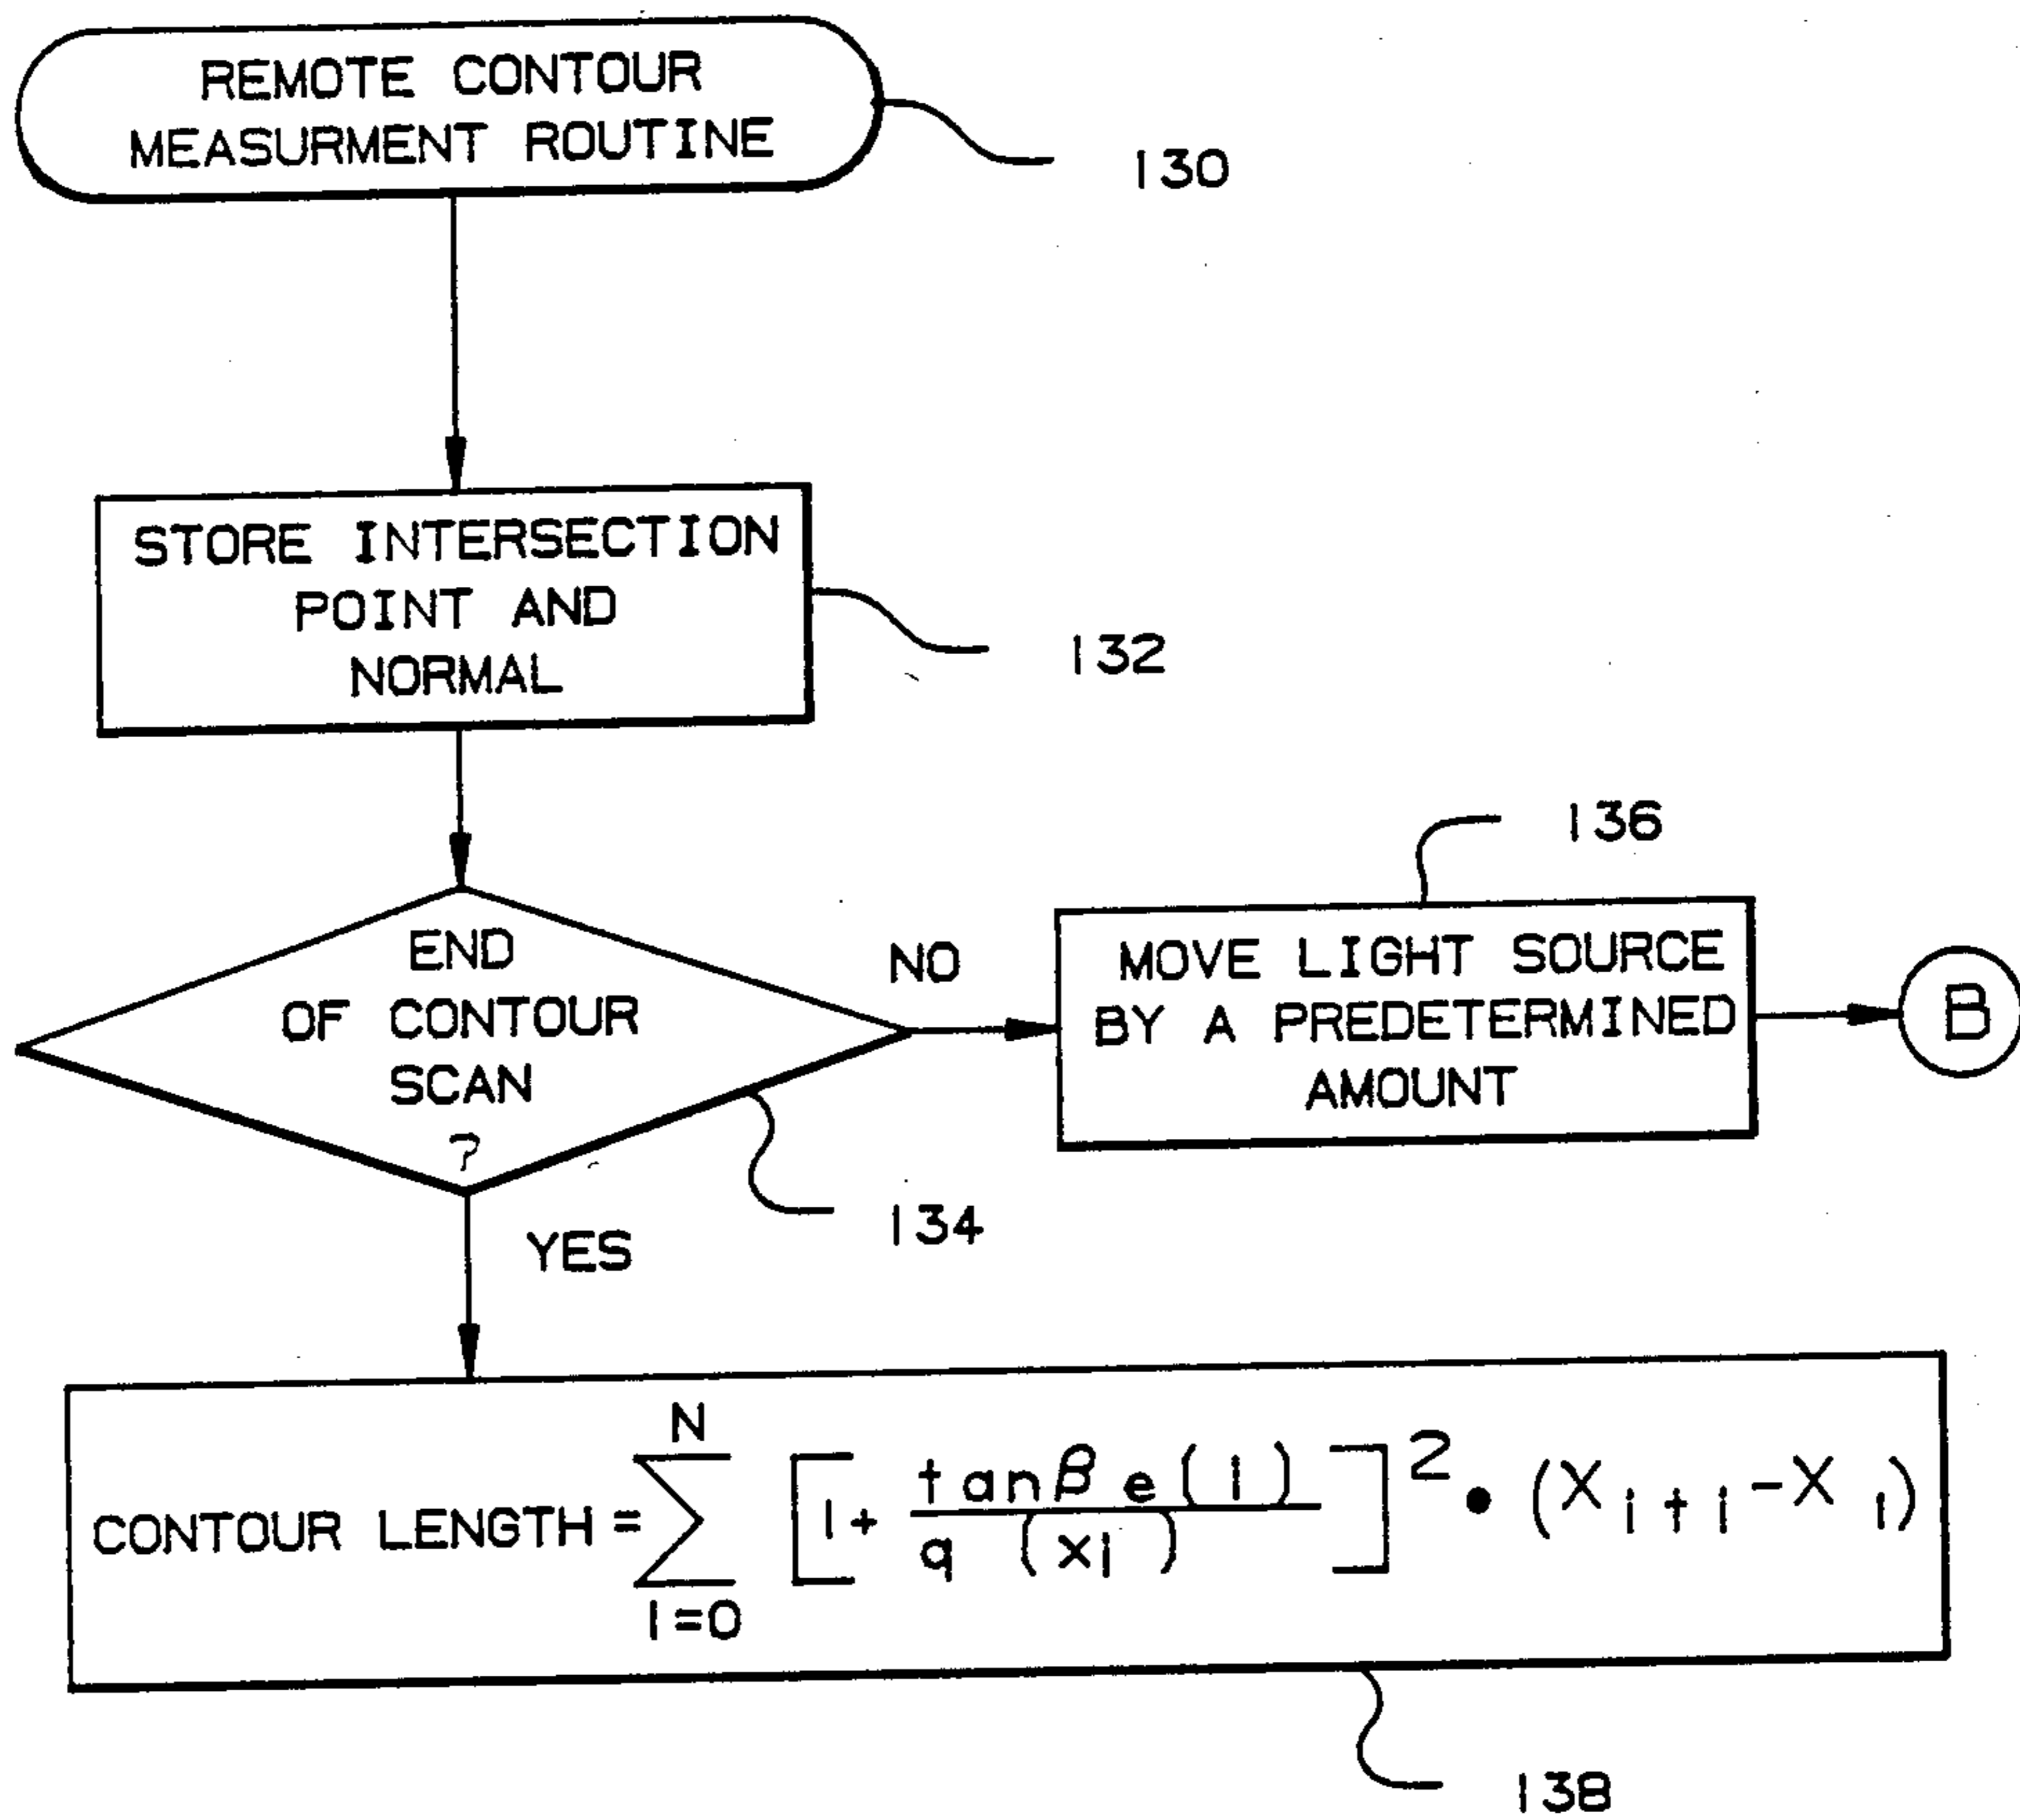 REMOTE CONTOUR
MEASURMENT ROUTINE
130
STORE INTERSECTION
POINT AND
NORMAL
132
END
OF CONTOUR
SCAN
?
NO
YES
134
136
MOVE LIGHT SOURCE
BY A PREDETERMINED
AMOUNT
B
CONTOUR LENGTH = N ∑ I=0 [1 + tanβ e(I) / q (xI)]² • (X i+1 - X I)
138